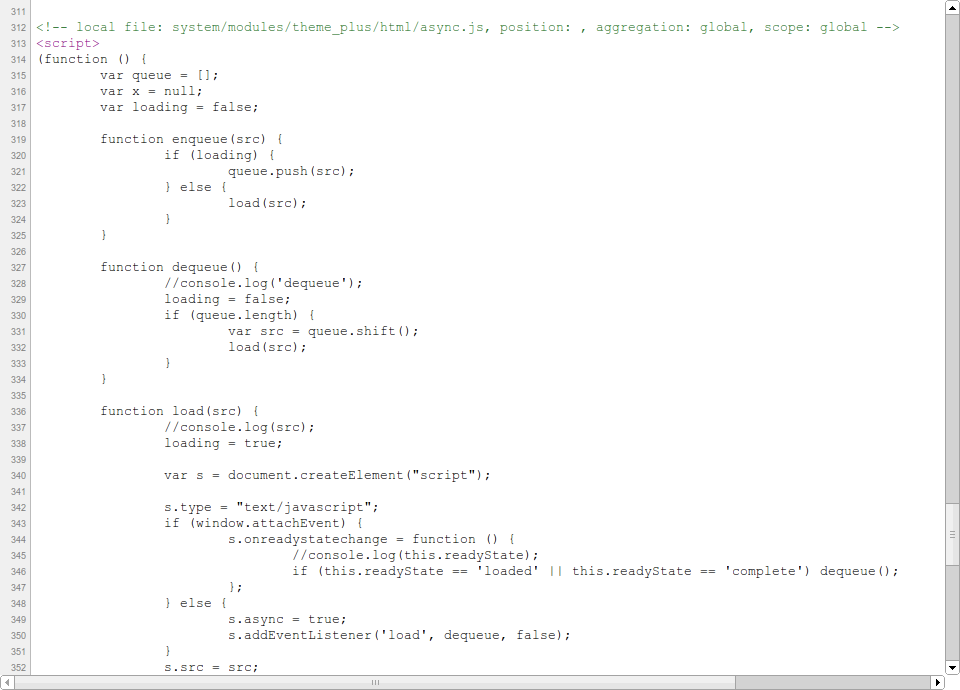 311
312 <!-- local file: system/modules/theme_plus/html/async.js, position: , aggregation: global, scope: global -->
313 <script>
314 (function () {
315 var queue = [];
316 var x = null;
317 var loading = false;
318
319 function enqueue(src) {
320 if (loading) {
321 queue.push(src);
322 } else {
323 load(src);
324 }
325 }
326
327 function dequeue() {
328 //console.log('dequeue');
329 loading = false;
330 if (queue.length) {
331 var src = queue.shift();
332 load(src);
333 }
334 }
335
336 function load(src) {
337 //console.log(src);
338 loading = true;
339
340 var s = document.createElement("script");
341
342 s.type = "text/javascript";
343 if (window.attachEvent) {
344 s.onreadystatechange = function () {
345 //console.log(this.readyState);
346 if (this.readyState == 'loaded' || this.readyState == 'complete') dequeue();
347 };
348 } else {
349 s.async = true;
350 s.addEventListener('load', dequeue, false);
351 }
352 s.src = src;